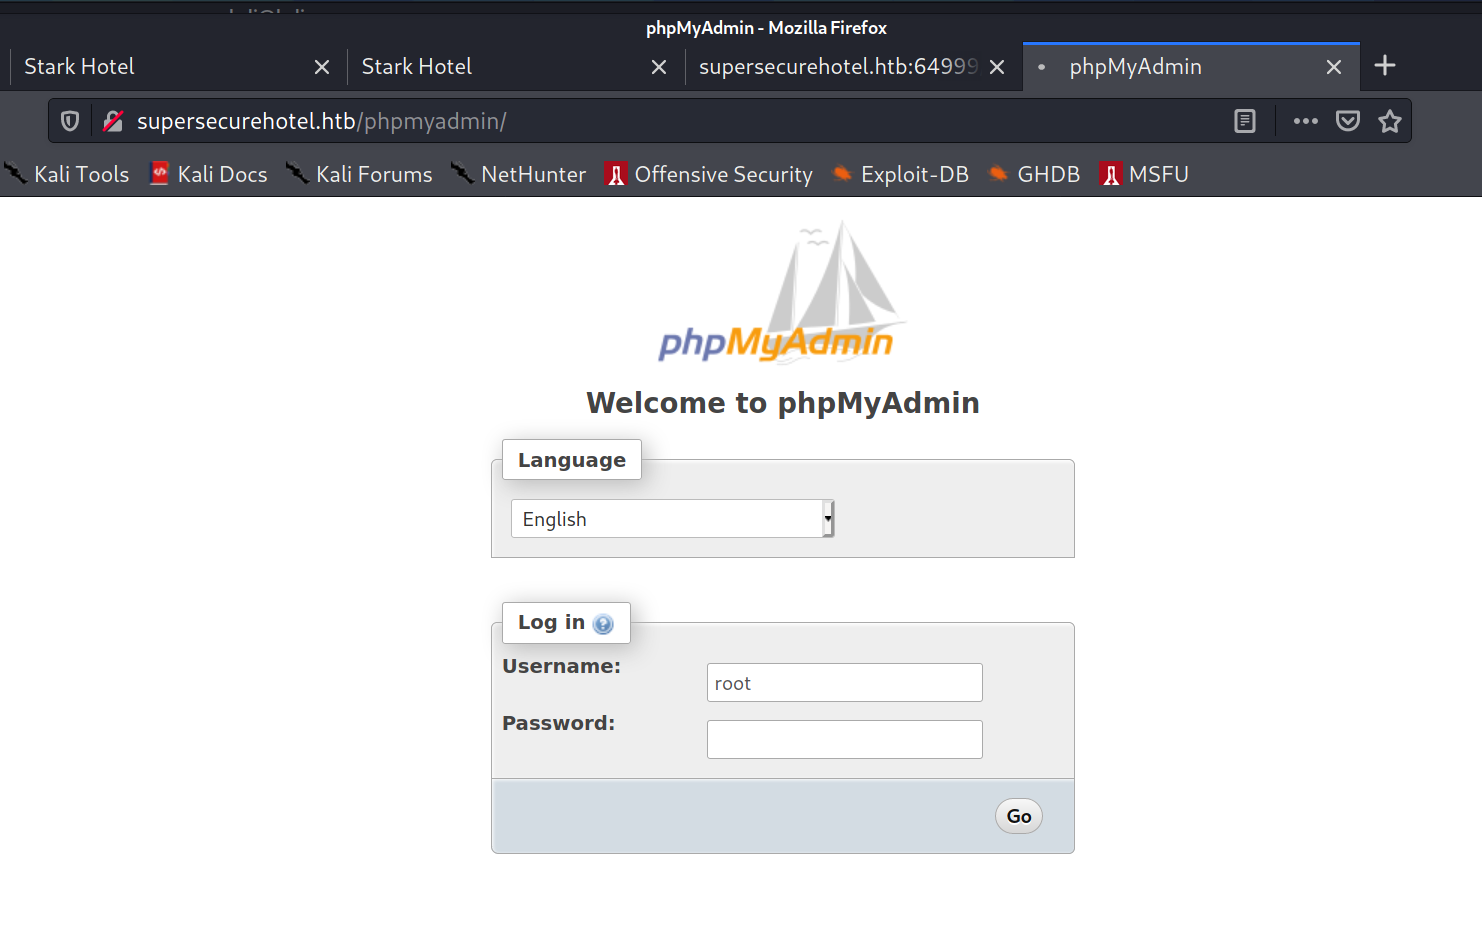 phpMyAdmin - Mozilla Firefox
Stark Hotel Stark Hotel supersecurehotel.htb:64999 phpMyAdmin
supersecurehotel.htb/phpmyadmin/
Kali Tools Kali Docs Kali Forums NetHunter Offensive Security Exploit-DB GHDB MSFU
phpMyAdmin
Welcome to phpMyAdmin
Language
English
Log in
Username:
root
Password:
Go